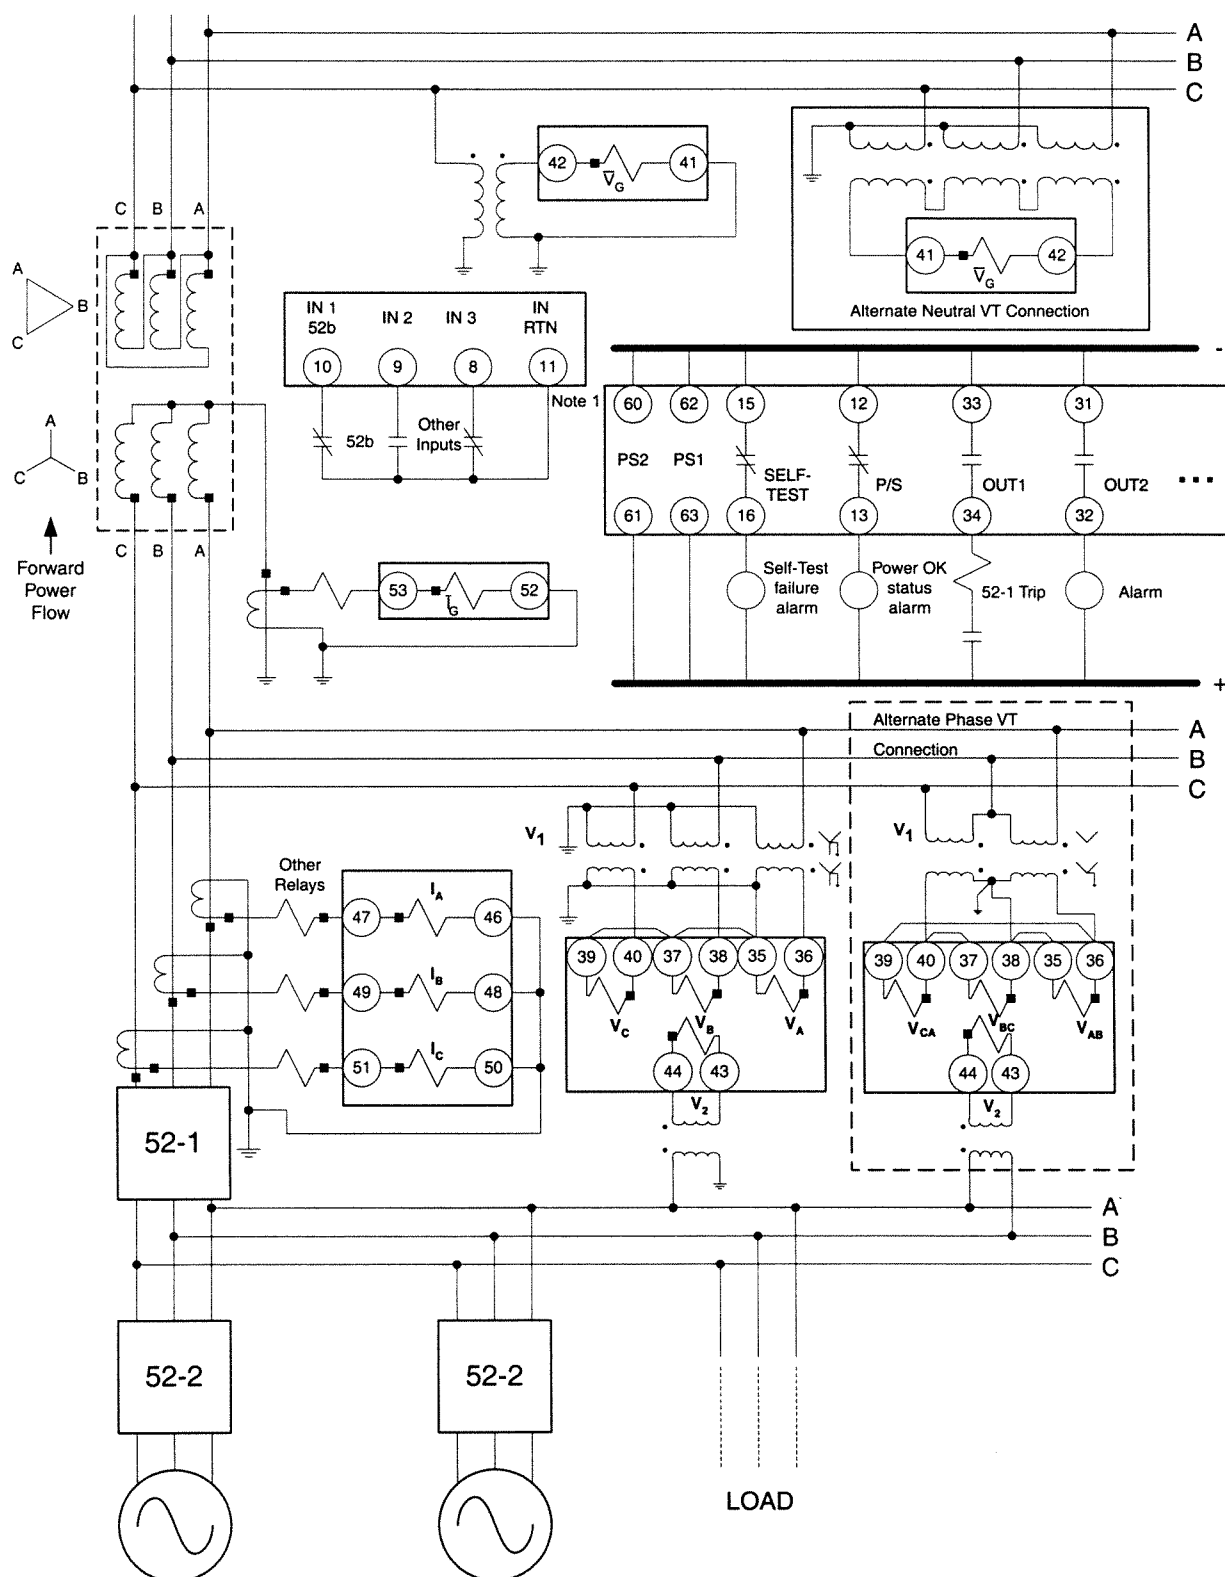 A
B
C
42
V̅G
41
C B A
A
B
C
41
V̅G
42
Alternate Neutral VT Connection
IN 1
52b
IN 2
IN 3
IN
RTN
10
9
8
11
Note 1
52b
Other
Inputs
-
60
62
15
12
33
31
PS2
PS1
SELF-
TEST
P/S
OUT1
OUT2
...
61
63
16
13
34
32
Self-Test
failure
alarm
Power OK
status
alarm
52-1 Trip
Alarm
+
A
C
B
C B A
Forward
Power
Flow
53
IG
52
Alternate Phase VT
Connection
A
B
C
V1
V1
Other
Relays
47
IA
46
49
IB
48
51
IC
50
39
40
37
38
35
36
VC
VB
VA
44
43
V2
39
40
37
38
35
36
VCA
VBC
VAB
44
43
V2
52-1
A
B
C
52-2
52-2
LOAD